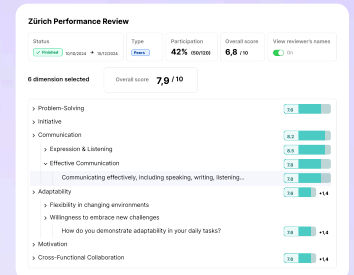 Zürich Performance Review
Status
Type
Participation
Overall score
View reviewer's names
Finished 10/10/2024 → 15/12/2024
Peers
42% (50/120)
6,8 / 10
On
6 dimension selected
Overall score 7,9 / 10
Problem-Solving 7.8
Initiative
Communication 8.2
Expression & Listening 8.5
Effective Communication 7.8
Communicating effectively, including speaking, writing, listening... 7.8
Adaptability 7.6 +1,4
Flexibility in changing environments
Willingness to embrace new challenges
How do you demonstrate adaptability in your daily tasks? 7.6 +1,4
Motivation
Cross-Functional Collaboration 7.6 +1,4